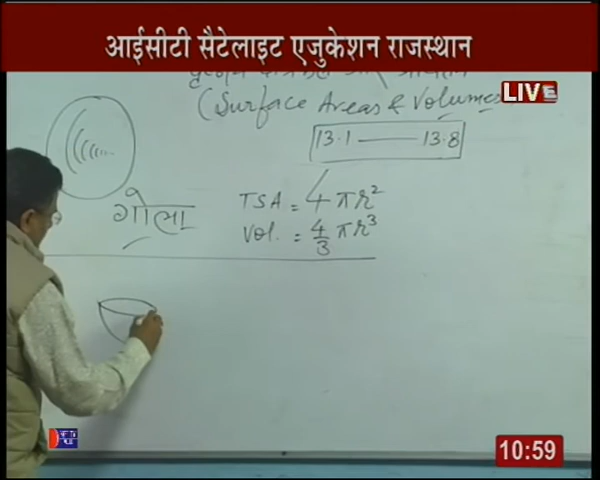 आईसीटी सैटेलाइट एजुकेशन राजस्थान
LIVE
(Surface Areas & Volumes
13.1 —— 13.8
गोला
TSA = 4πr²
Vol. = 4/3 πr³
10:59